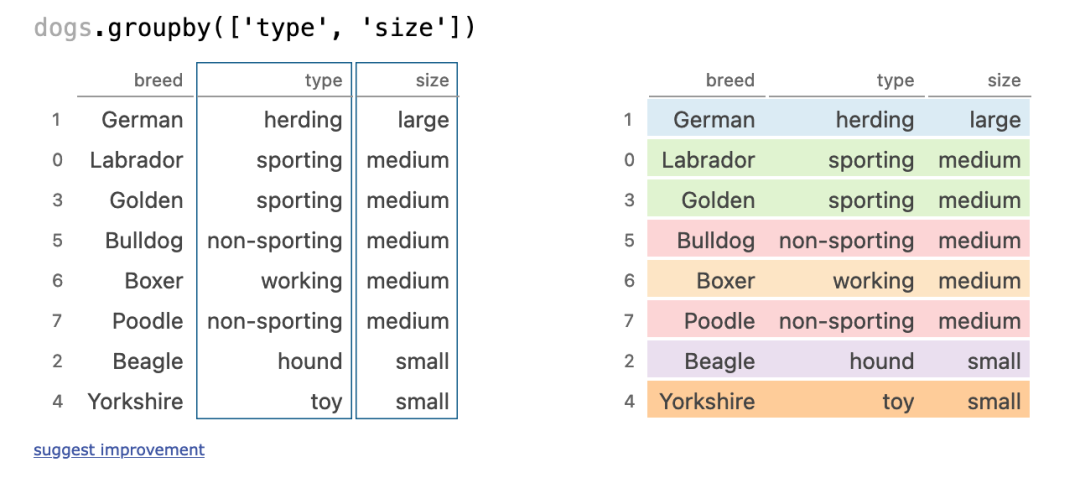 dogs.groupby(['type', 'size'])
breed type size breed type size
1 German herding large 1 German herding large
0 Labrador sporting medium 0 Labrador sporting medium
3 Golden sporting medium 3 Golden sporting medium
5 Bulldog non-sporting medium 5 Bulldog non-sporting medium
6 Boxer working medium 6 Boxer working medium
7 Poodle non-sporting medium 7 Poodle non-sporting medium
2 Beagle hound small 2 Beagle hound small
4 Yorkshire toy small 4 Yorkshire toy small
suggest improvement